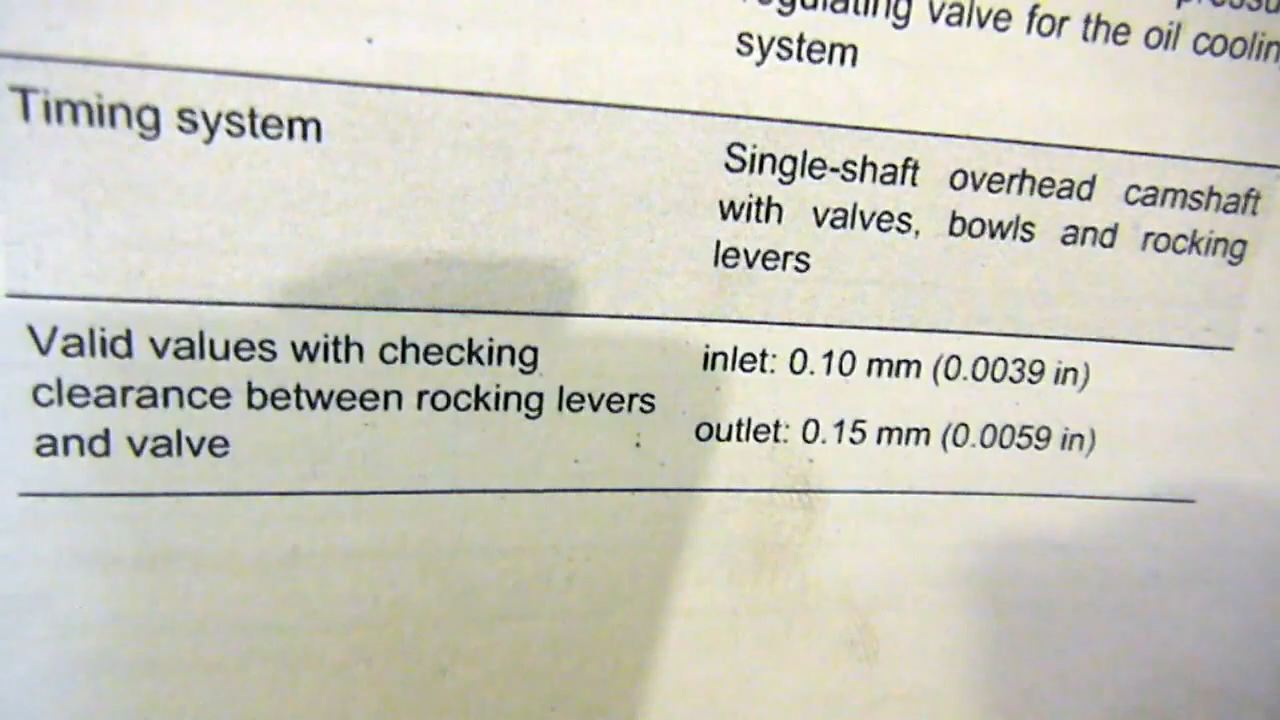 regulating valve for the oil
system
Timing system
Single-shaft overhead camshaft
with valves, bowls and rocking
levers
Valid values with checking
clearance between rocking levers
and valve
inlet: 0.10 mm (0.0039 in)
outlet: 0.15 mm (0.0059 in)